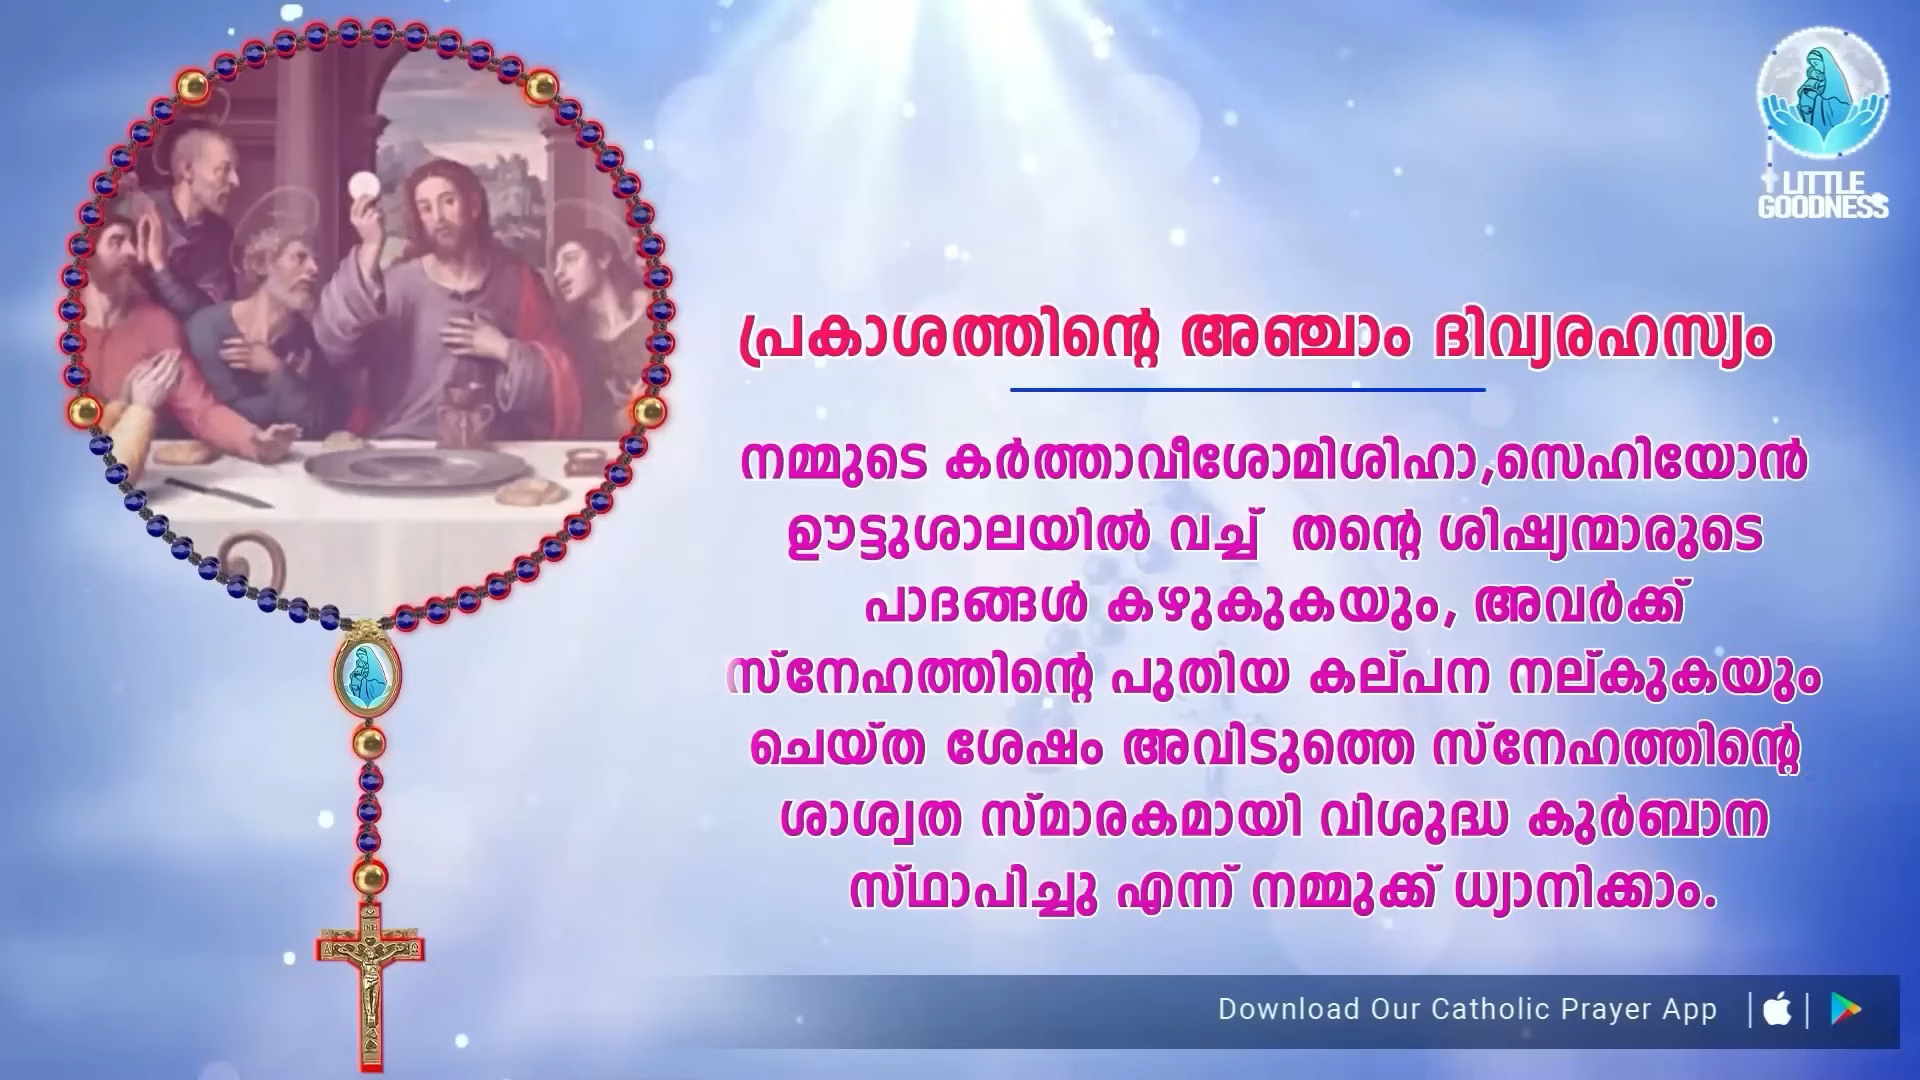 LITTLE
GOODNESS
പ്രകാശത്തിന്റെ അഞ്ചാം ദിവ്യരഹസ്യം
നമ്മുടെ കർത്താവീശോമിശിഹാ,സെഹിയോൻ
ഊട്ടുശാലയിൽ വച്ച് തന്റെ ശിഷ്യന്മാരുടെ
പാദങ്ങൾ കഴുകുകയും, അവർക്ക്
സ്നേഹത്തിന്റെ പുതിയ കല്പന നല്കുകയും
ചെയ്ത ശേഷം അവിടുത്തെ സ്നേഹത്തിന്റെ
ശാശ്വത സ്മാരകമായി വിശുദ്ധ കുർബാന
സ്ഥാപിച്ചു എന്ന് നമ്മുക്ക് ധ്യാനിക്കാം.
INRI
Download Our Catholic Prayer App